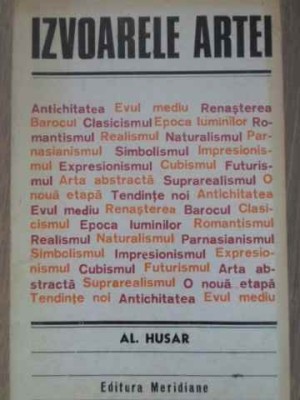 IZVOARELE ARTEI
Antichitatea Evul mediu Renașterea
Barocul Clasicismul Epoca luminilor Ro-
mantismul Realismul Naturalismul Par-
nasianismul Simbolismul Impresionis-
mul Expresionismul Cubismul Futuris-
mul Arta abstractă Suprarealismul O
nouă etapă Tendințe noi Antichitatea
Evul mediu Renașterea Barocul Clasi-
cismul Epoca luminilor Romantismul
Realismul Naturalismul Parnasianismul
Simbolismul Impresionismul Expresio-
nismul Cubismul Futurismul Arta ab-
stractă Suprarealismul O nouă etapă
Tendințe noi Antichitatea Evul mediu
AL. HUSAR
Editura Meridiane